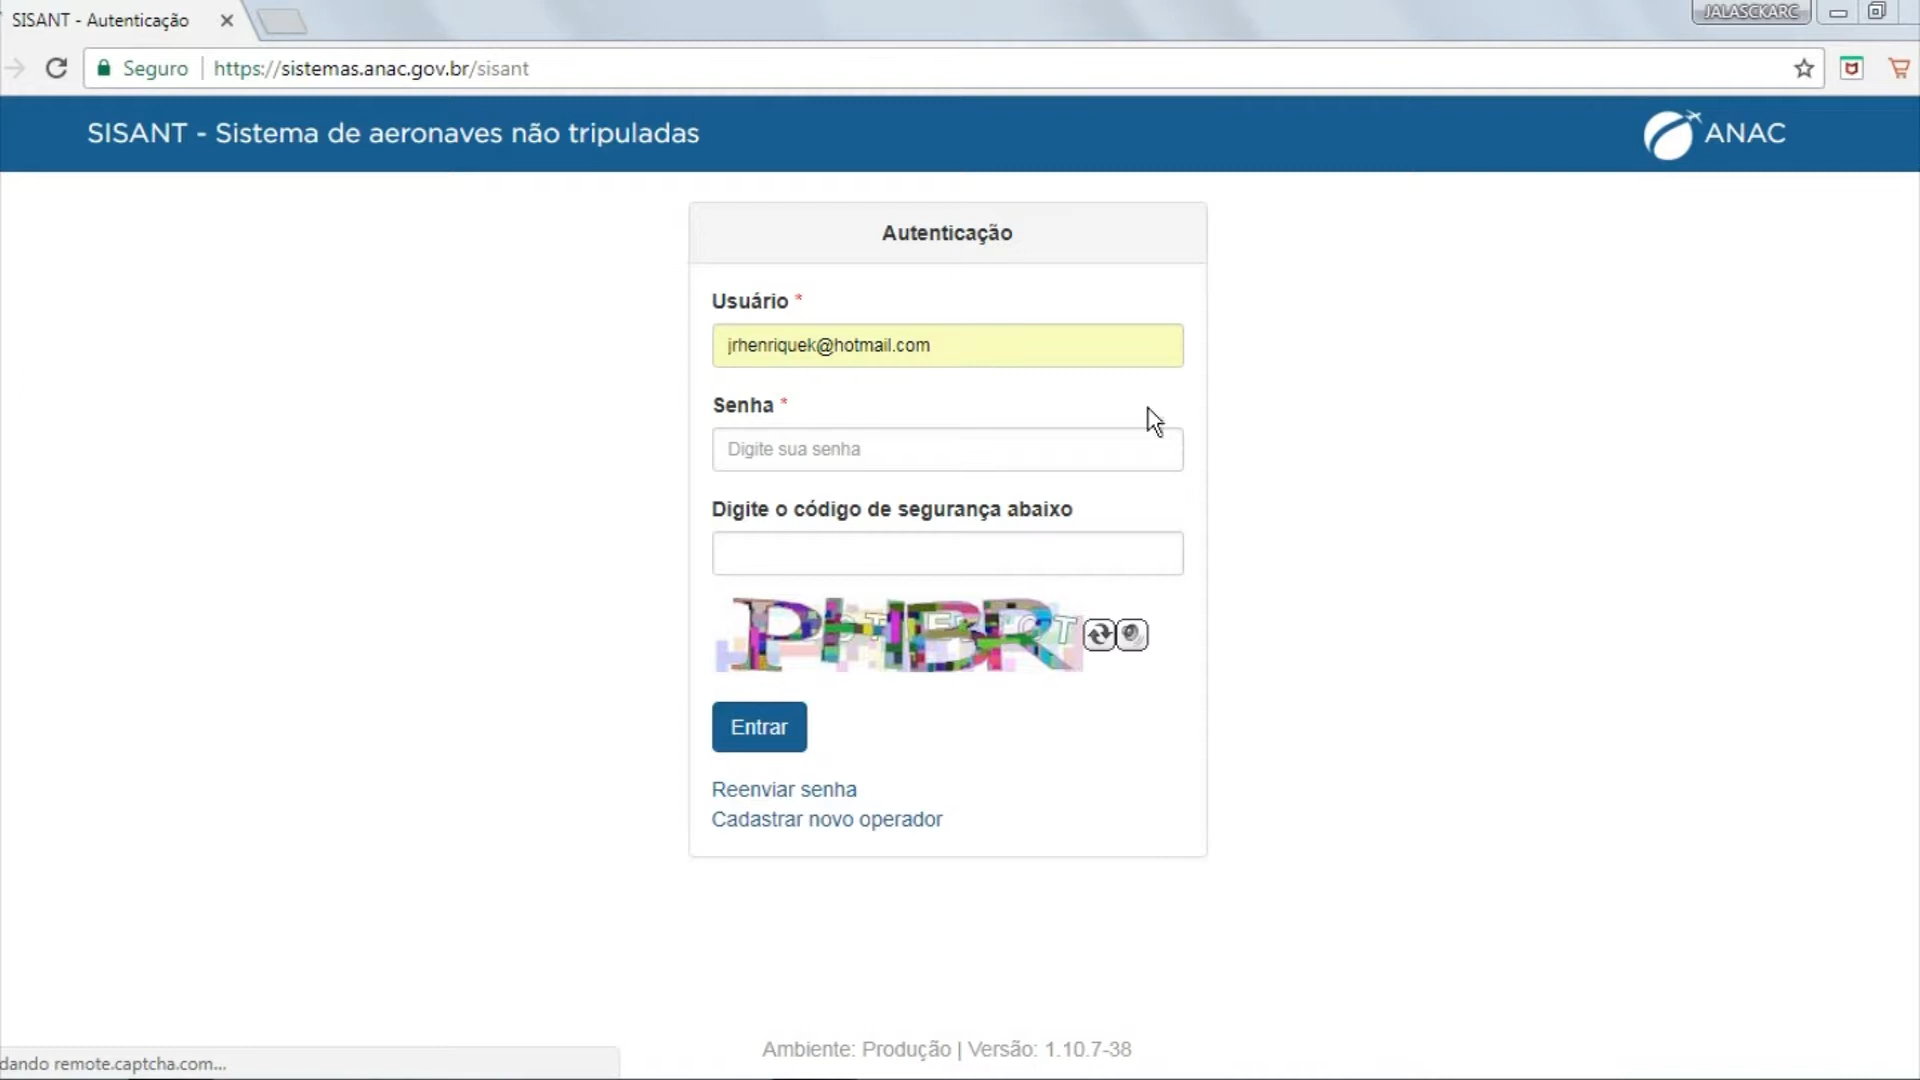 SISANT - Autenticação
JALASCKARC
Seguro
https://sistemas.anac.gov.br/sisant
SISANT - Sistema de aeronaves não tripuladas
ANAC
Autenticação
Usuário *
jrhenriquek@hotmail.com
Senha *
Digite sua senha
Digite o código de segurança abaixo
PHBR
Entrar
Reenviar senha
Cadastrar novo operador
Ambiente: Produção | Versão: 1.10.7-38
dando remote.captcha.com...